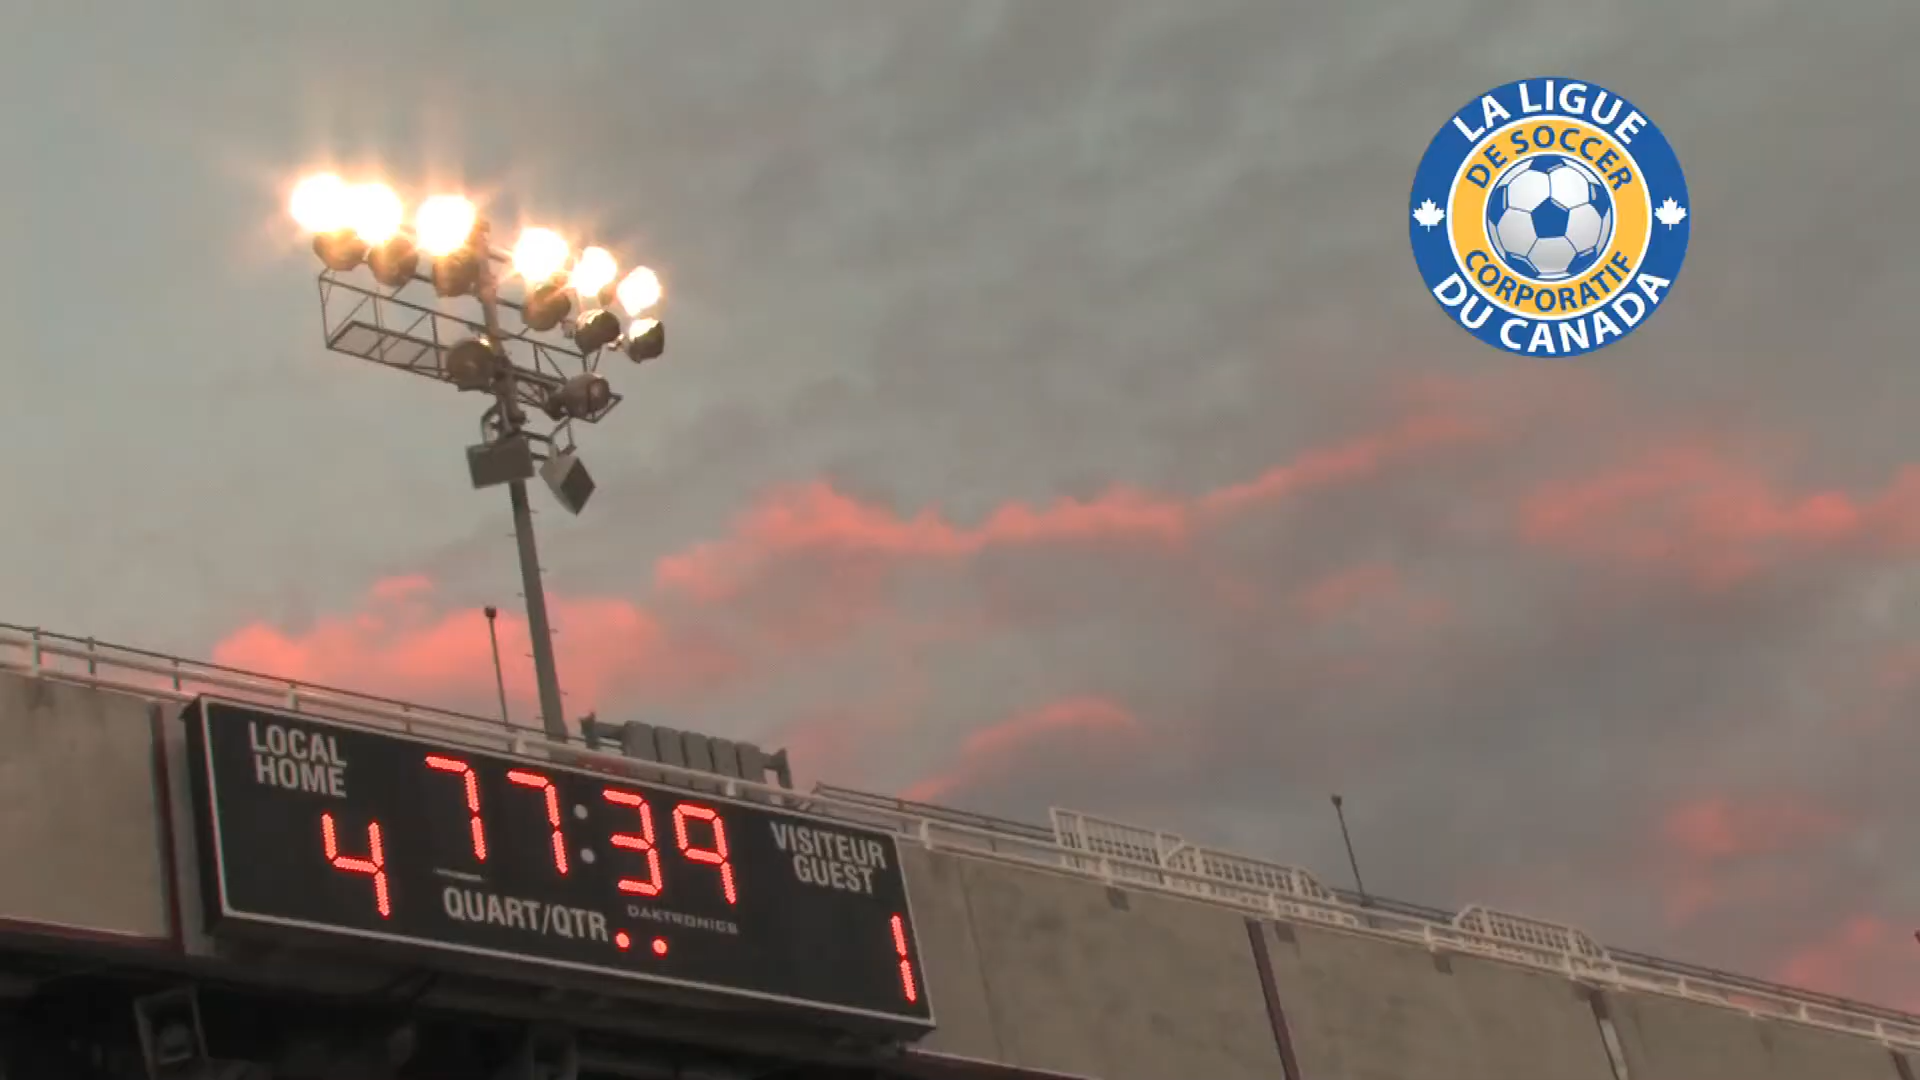 LA LIGUE
DE SOCCER
CORPORATIF
DU CANADA
LOCAL
HOME
77:39
VISITEUR
GUEST
4
QUART/QTR
DAKTRONICS
1